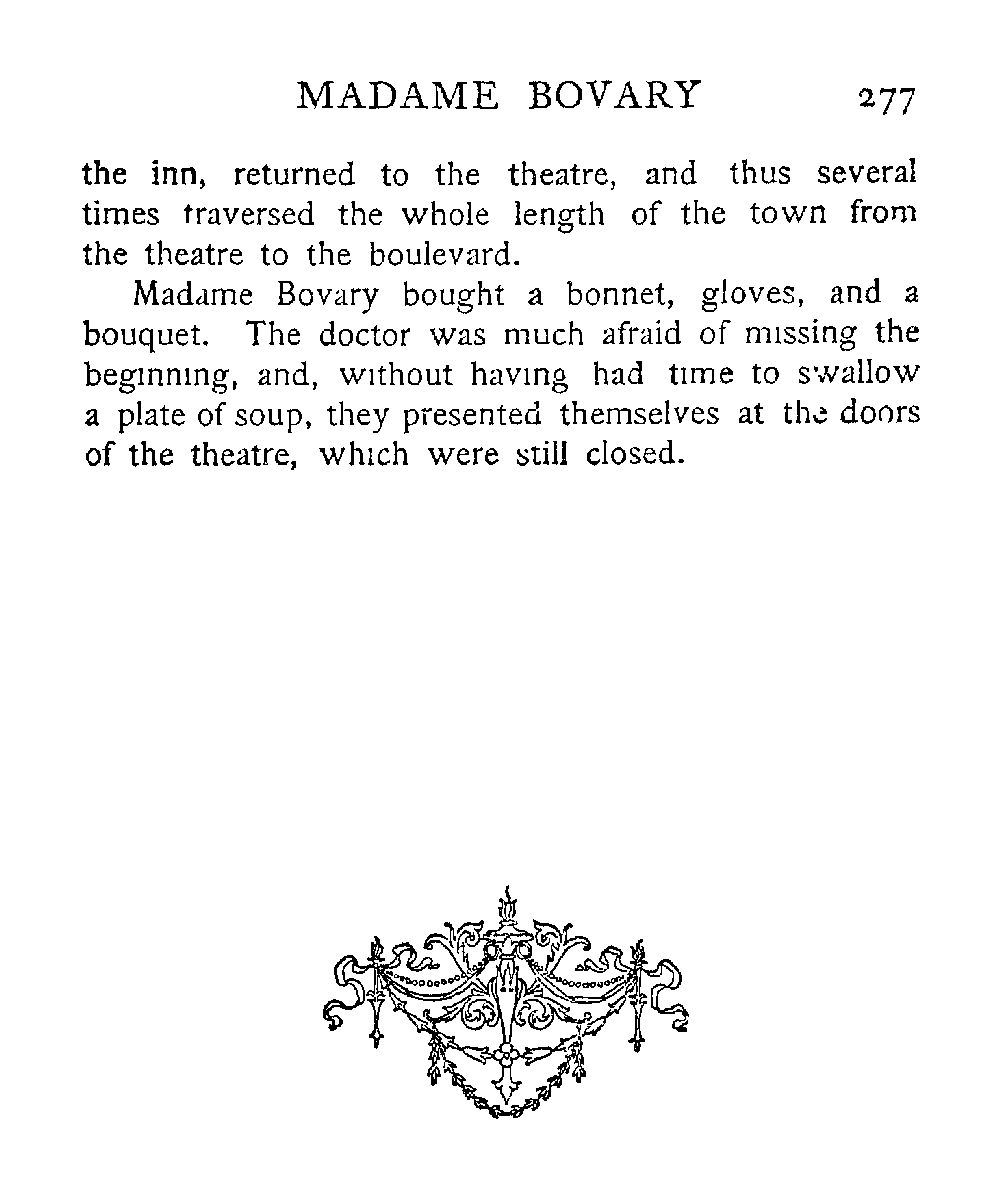 MADAME BOVARY 277
the inn, returned to the theatre, and thus several
times traversed the whole length of the town from
the theatre to the boulevard.
Madame Bovary bought a bonnet, gloves, and a
bouquet. The doctor was much afraid of missing the
beginning, and, without having had time to swallow
a plate of soup, they presented themselves at the doors
of the theatre, which were still closed.